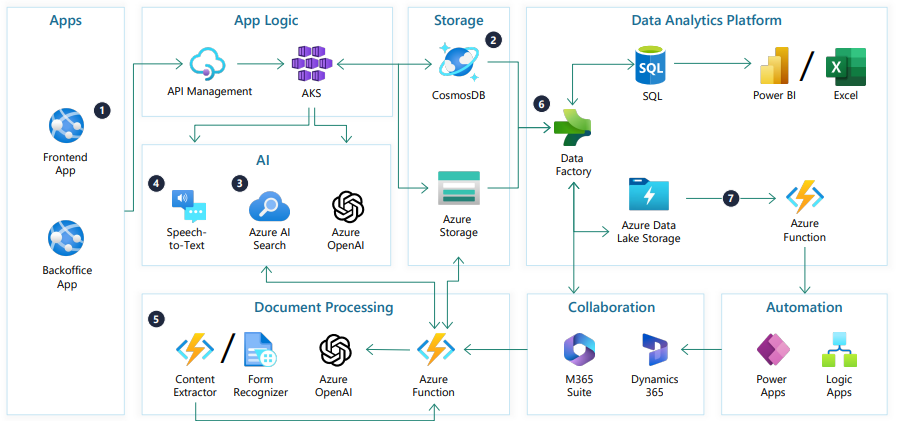 Apps
App Logic
Storage
Data Analytics Platform
2
API Management
AKS
CosmosDB
SQL
SQL
Power BI
/
Excel
1
Frontend
App
6
Data
Factory
AI
4
Speech-
to-Text
3
Azure AI
Search
Azure
OpenAI
Azure
Storage
Azure Data
Lake Storage
7
Azure
Function
Backoffice
App
Document Processing
5
Content
Extractor
/
Form
Recognizer
Azure
OpenAI
Azure
Function
Collaboration
M365
Suite
Dynamics
365
Automation
Power
Apps
Logic
Apps